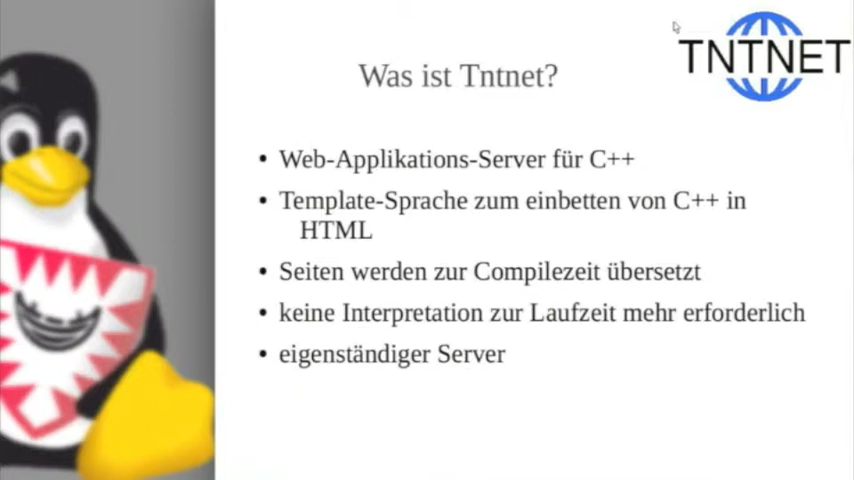 TNTNET
Was ist Tntnet?
• Web-Applikations-Server für C++
• Template-Sprache zum einbetten von C++ in
HTML
• Seiten werden zur Compilezeit übersetzt
• keine Interpretation zur Laufzeit mehr erforderlich
• eigenständiger Server